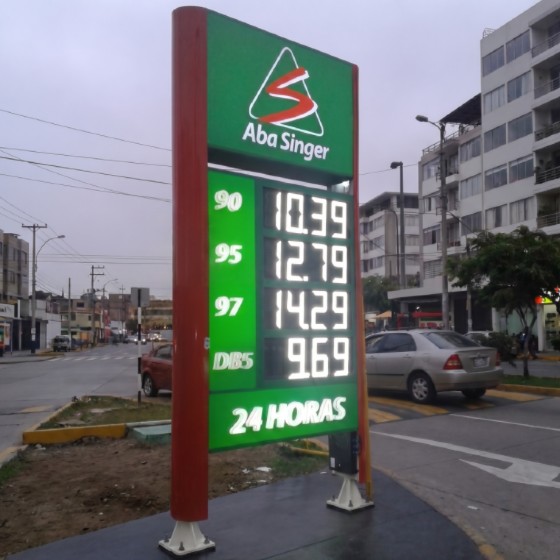 Aba Singer
90 10.39
95 12.79
97 14.29
DB5 9.69
24 HORAS